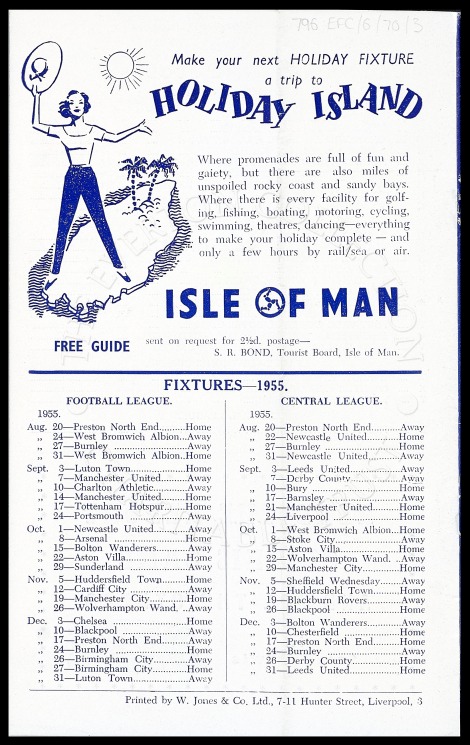 796 EFC/6/70/3
Make your next HOLIDAY FIXTURE
a trip to
HOLIDAY ISLAND
Where promenades are full of fun and
gaiety, but there are also miles of
unspoiled rocky coast and sandy bays.
Where there is every facility for golf-
ing, fishing, boating, motoring, cycling,
swimming, theatres, dancing—everything
to make your holiday complete — and
only a few hours by rail/sea or air.
ISLE OF MAN
FREE GUIDE sent on request for 2½d. postage—
S. R. BOND, Tourist Board, Isle of Man.
FIXTURES—1955.
FOOTBALL LEAGUE.
1955.
Aug. 20—Preston North End.........Home
„ 24—West Bromwich Albion...Away
„ 27—Burnley .....................Away
„ 31—West Bromwich Albion..Home
Sept. 3—Luton Town..................Home
„ 7—Manchester United.........Away
„ 10—Charlton Athletic............Away
„ 14—Manchester United.........Home
„ 17—Tottenham Hotspur.........Home
„ 24—Portsmouth ..................Away
Oct. 1—Newcastle United............Away
„ 8—Arsenal ........................Home
„ 15—Bolton Wanderers............Away
„ 22—Aston Villa...................Home
„ 29—Sunderland ..................Away
Nov. 5—Huddersfield Town.........Home
„ 12—Cardiff City ..................Away
„ 19—Manchester City............Home
„ 26—Wolverhampton Wand. ..Away
Dec. 3—Chelsea .......................Home
„ 10—Blackpool .....................Away
„ 17—Preston North End.........Away
„ 24—Burnley .......................Home
„ 26—Birmingham City............Away
„ 27—Birmingham City............Home
„ 31—Luton Town ..................Away
CENTRAL LEAGUE.
1955.
Aug. 20—Preston North End.........Away
„ 22—Newcastle United............Home
„ 27—Burnley .......................Home
„ 31—Newcastle United............Away
Sept. 3—Leeds United..................Away
„ 7—Derby County...............Away
„ 10—Bury ...........................Home
„ 17—Barnsley .....................Away
„ 21—Manchester United.........Home
„ 24—Liverpool .....................Home
Oct. 1—West Bromwich Albion...Home
„ 8—Stoke City.....................Away
„ 15—Aston Villa....................Home
„ 22—Wolverhampton Wand. .Away
„ 29—Manchester City............Home
Nov. 5—Sheffield Wednesday.......Away
„ 12—Huddersfield Town.........Home
„ 19—Blackburn Rovers...........Away
„ 26—Blackpool .....................Home
Dec. 3—Bolton Wanderers............Away
„ 10—Chesterfield ..................Home
„ 17—Preston North End.........Home
„ 24—Burnley .......................Away
„ 26—Derby County...............Home
„ 31—Leeds United..................Home
Printed by W. Jones & Co. Ltd., 7-11 Hunter Street, Liverpool, 3